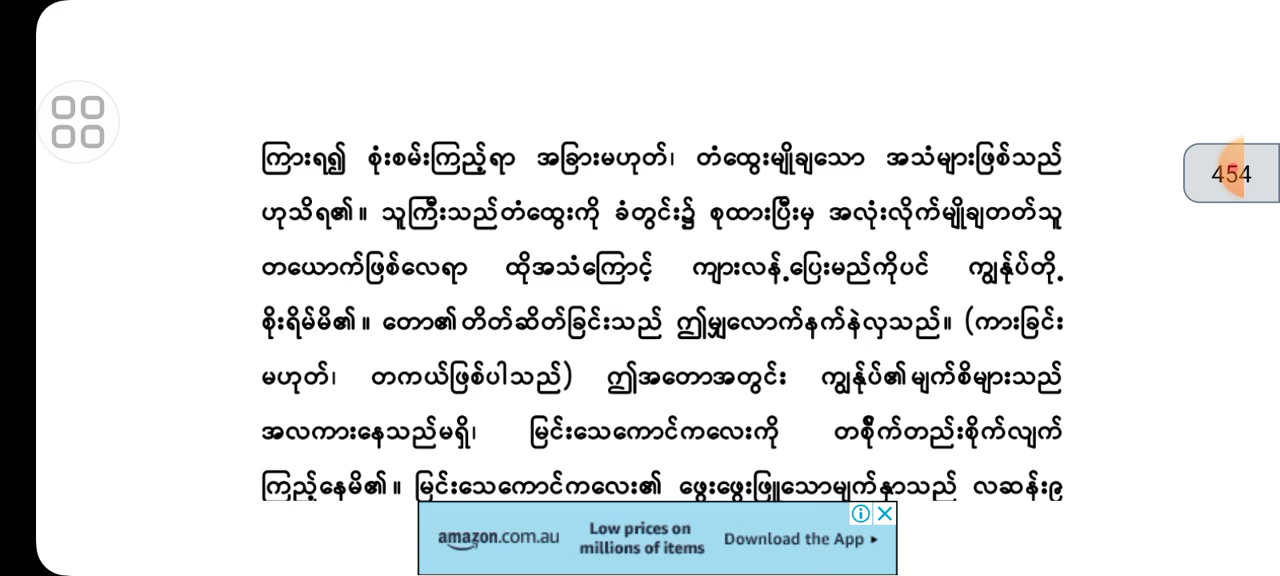 ကြားရ၍ စုံးစမ်းကြည့်ရာ အခြားမဟုတ်၊ တံထွေးမျိုချသော အသံများဖြစ်သည်
454
ဟုသိရ၏။ သူကြီးသည်တံထွေးကို ခံတွင်း၌ စုထားပြီးမှ အလုံးလိုက်မျိုချတတ်သူ
တယောက်ဖြစ်လေရာ ထိုအသံကြောင့် ကျားလန့်ပြေးမည်ကိုပင် ကျွန်ုပ်တို့
စိုးရိမ်မိ၏။ တော၏တိတ်ဆိတ်ခြင်းသည် ဤမျှလောက်နက်နဲလှသည်။ (ကားခြင်း
မဟုတ်၊ တကယ်ဖြစ်ပါသည်) ဤအတောအတွင်း ကျွန်ုပ်၏မျက်စိများသည်
အလကားနေသည်မရှိ၊ မြင်းသေကောင်ကလေးကို တစိုက်တည်းစိုက်လျက်
ကြည့်နေမိ၏။ မြင်းသေကောင်ကလေး၏ ဖွေးဖွေးဖြူသောမျက်နှာသည် လဆန်း၉
amazon.com.au
Low prices on
millions of items
Download the App